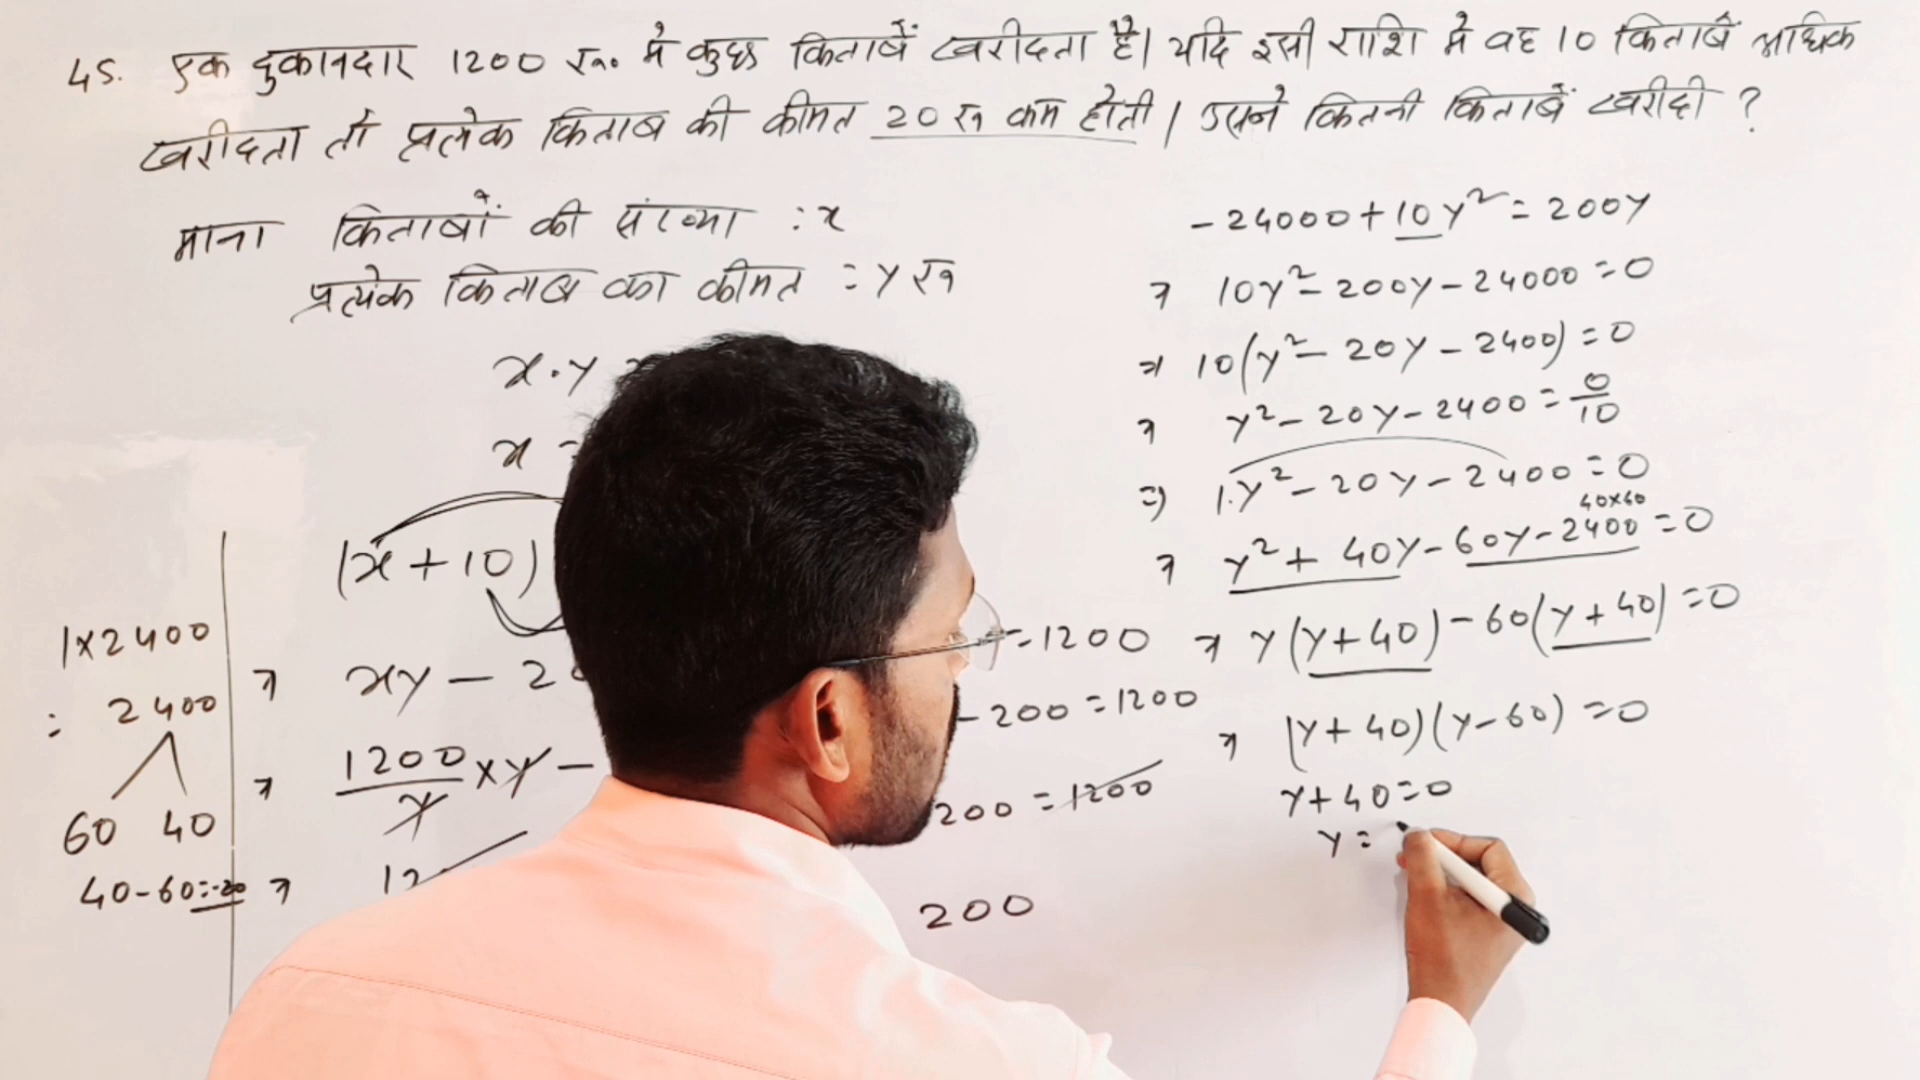 45. एक दुकानदार 1200 रु० में कुछ किताबें खरीदता है। यदि इसी राशि में वह 10 किताबें अधिक
खरीदता तो प्रत्येक किताब की कीमत 20 रु कम होती। उसने कितनी किताबें खरीदी ?
माना किताबों की संख्या : x
प्रत्येक किताब का कीमत = y रु
x.y
x =
(x+10)
= 1200
⇒ xy - 20
- 200 = 1200
⇒ 1200/y × y -
200 = 1200
⇒ 12
200
1×2400
= 2400
60 40
40-60=-20
-24000+10y²=200y
⇒ 10y²-200y-24000=0
⇒ 10(y²-20y-2400)=0
⇒ y²-20y-2400=0/10
⇒ 1.y²-20y-2400=0
40×60
⇒ y²+40y-60y-2400=0
⇒ y(y+40)-60(y+40)=0
⇒ (y+40)(y-60)=0
y+40=0
y=